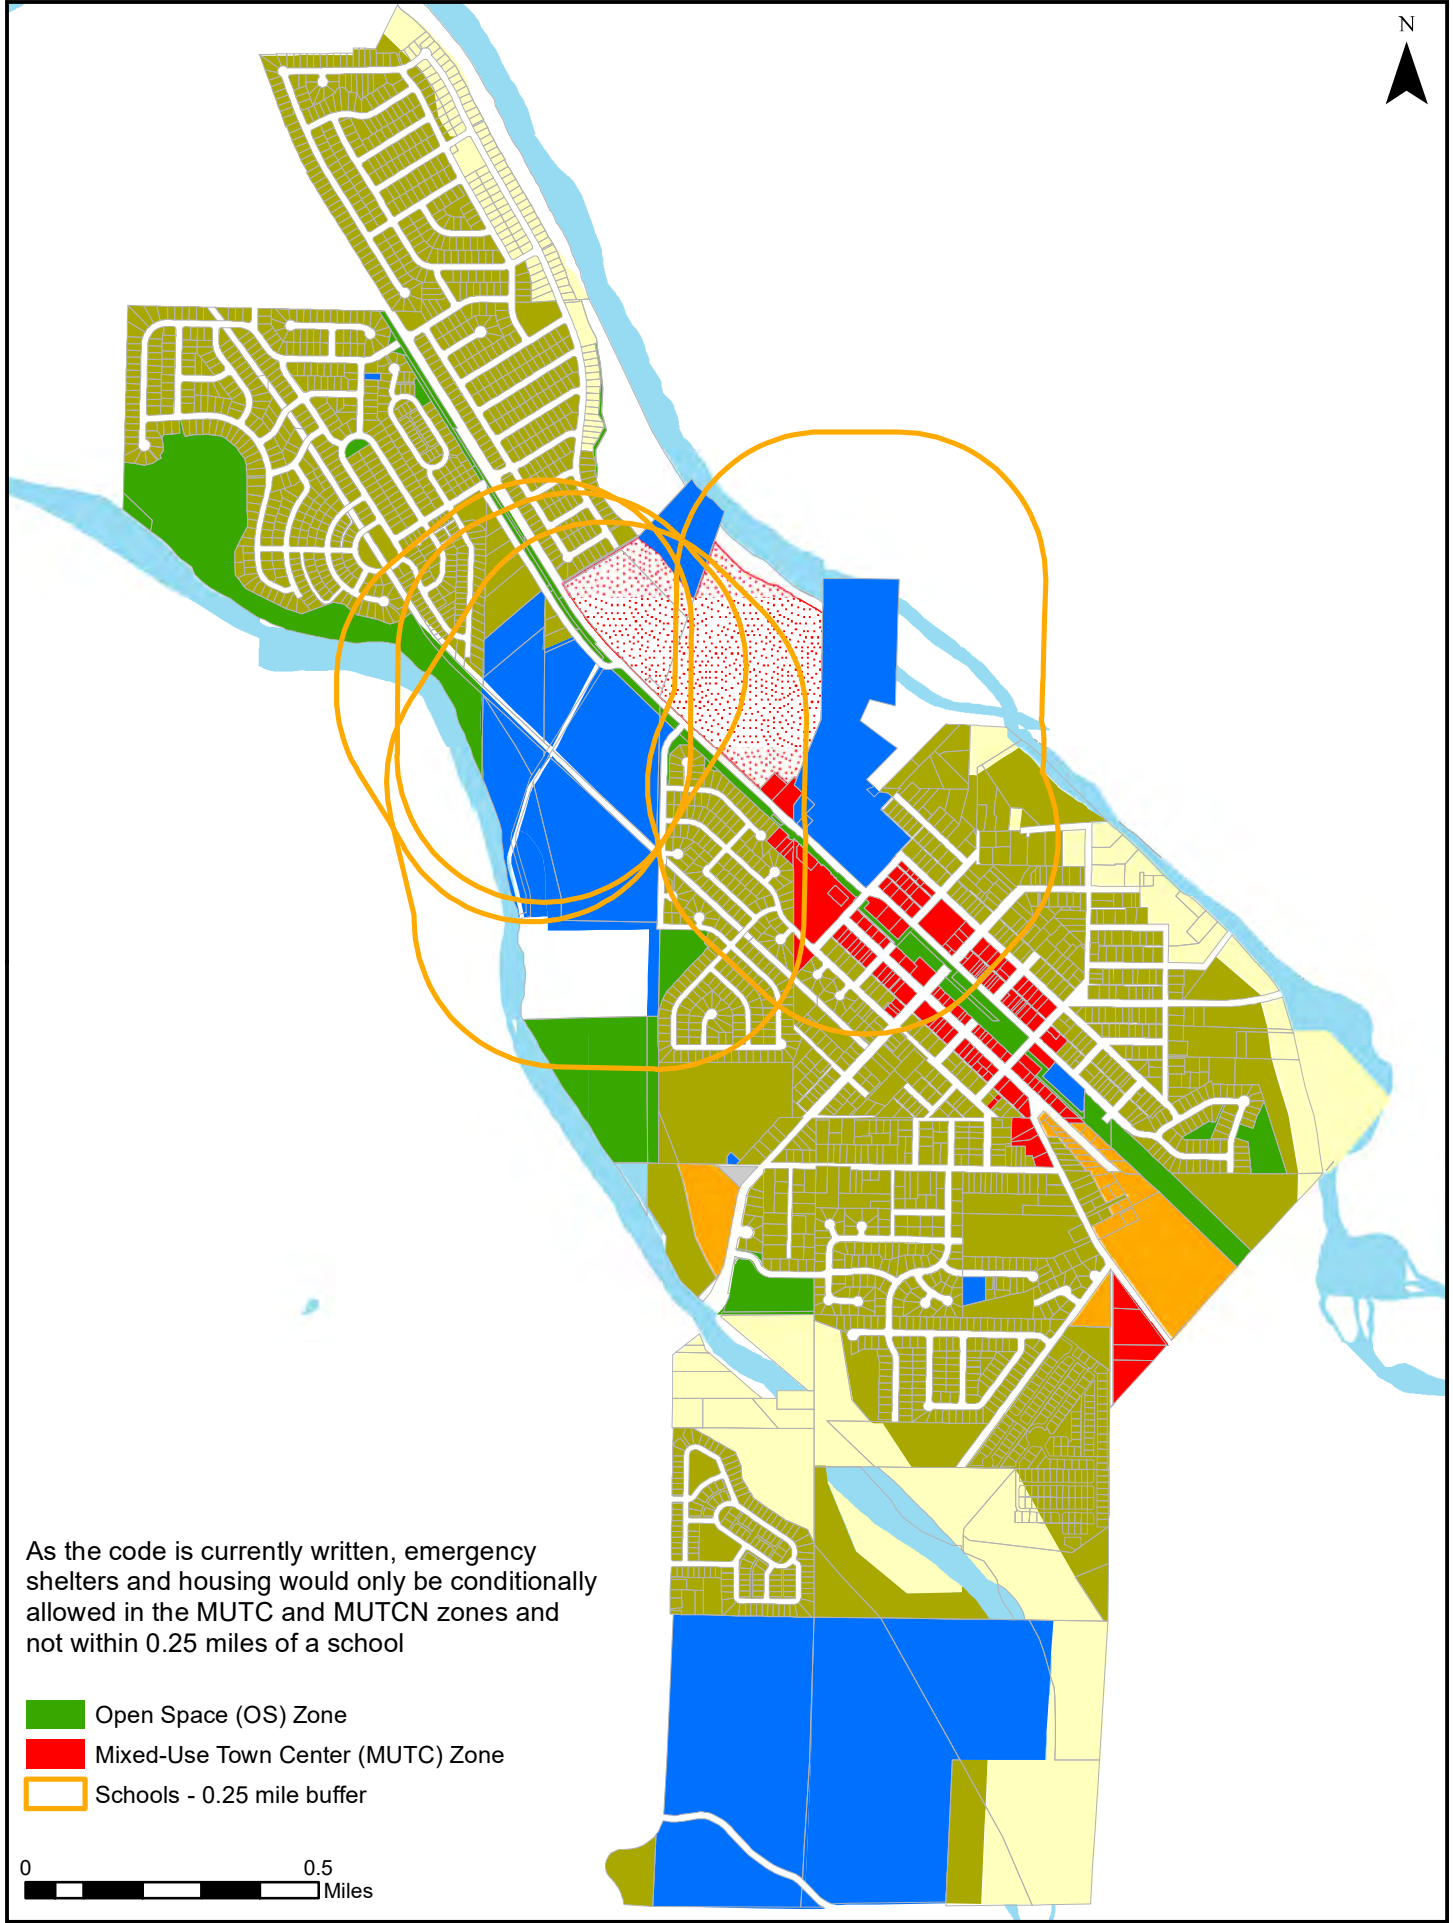 N
As the code is currently written, emergency
shelters and housing would only be conditionally
allowed in the MUTC and MUTCN zones and
not within 0.25 miles of a school
Open Space (OS) Zone
Mixed-Use Town Center (MUTC) Zone
Schools - 0.25 mile buffer
0 0.5
Miles